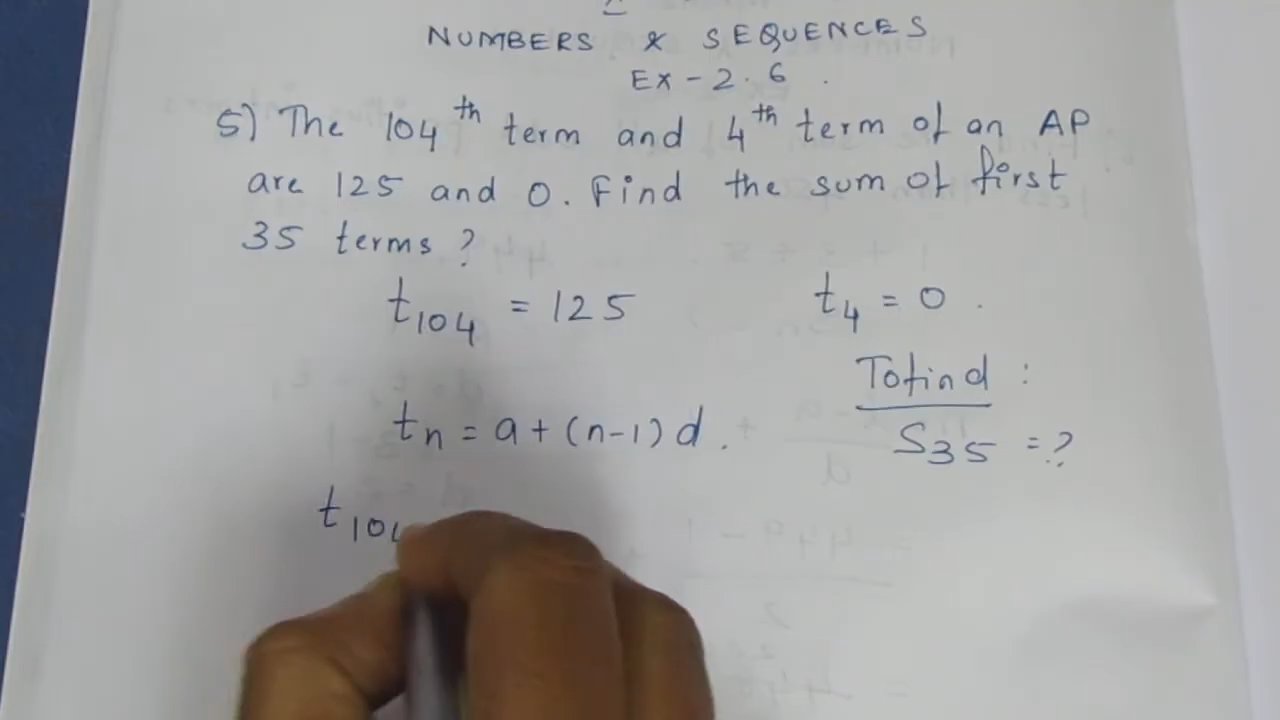 NUMBERS & SEQUENCES
Ex - 2.6.
5) The 104th term and 4th term of an AP
are 125 and 0. Find the sum of first
35 terms?
t104 = 125 t4 = 0.
To find:
tn = a + (n-1) d.
S35 = ?
t104